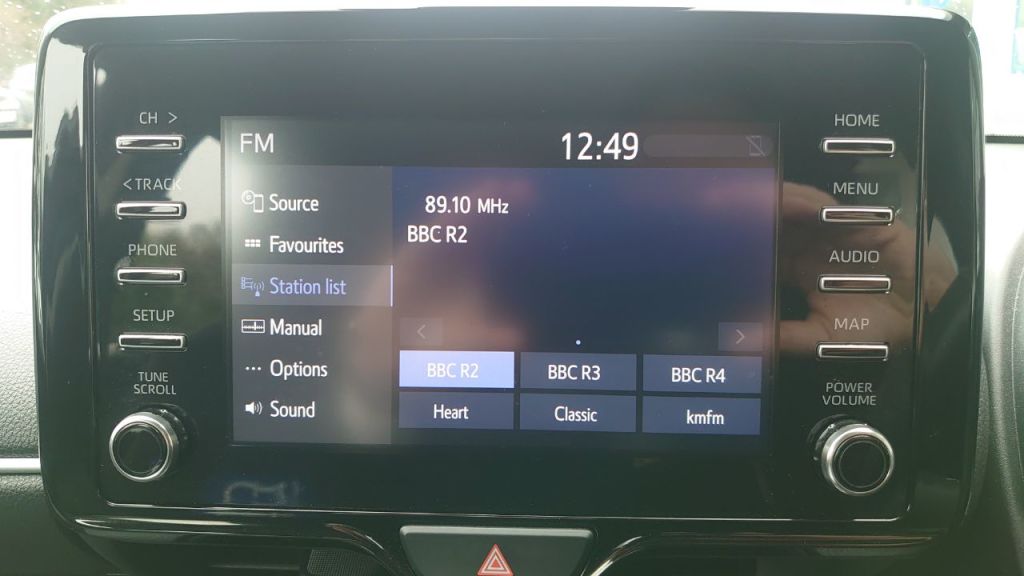 CH >
< TRACK
PHONE
SETUP
TUNE
SCROLL
FM
12:49
Source
Favourites
Station list
Manual
Options
Sound
89.10 MHz
BBC R2
< >
BBC R2 BBC R3 BBC R4
Heart Classic kmfm
HOME
MENU
AUDIO
MAP
POWER
VOLUME